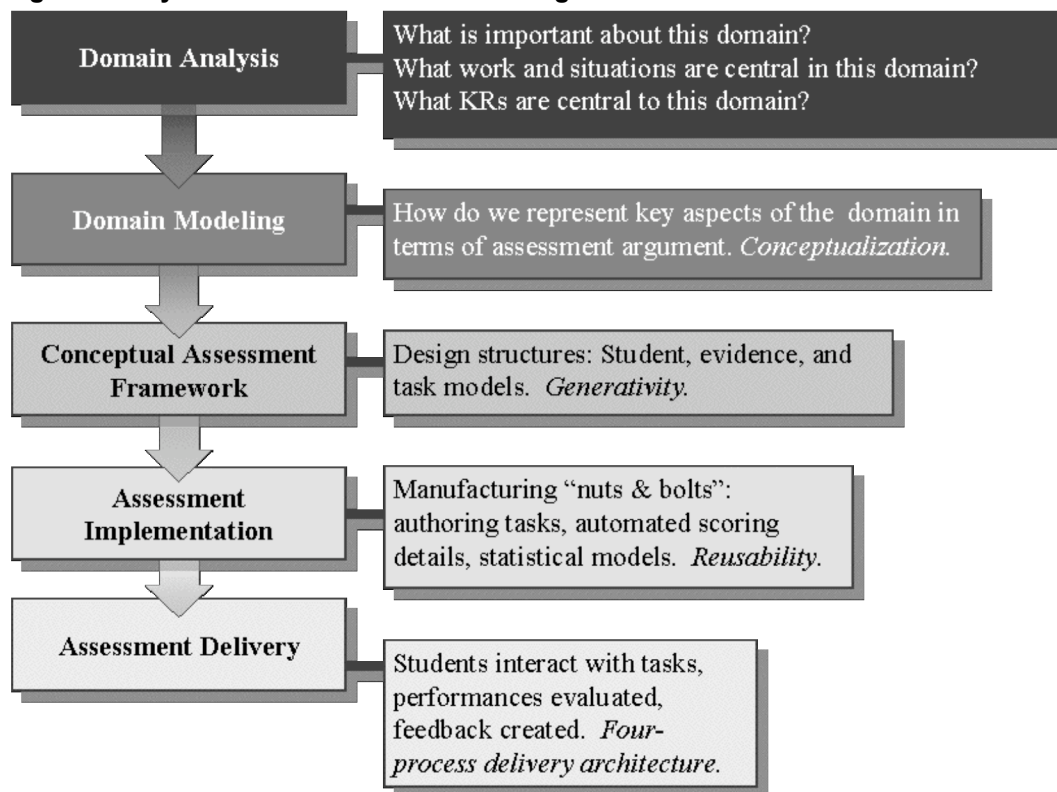 Domain Analysis
What is important about this domain?
What work and situations are central in this domain?
What KRs are central to this domain?
Domain Modeling
How do we represent key aspects of the domain in
terms of assessment argument. Conceptualization.
Conceptual Assessment
Framework
Design structures: Student, evidence, and
task models. Generativity.
Assessment
Implementation
Manufacturing “nuts & bolts”:
authoring tasks, automated scoring
details, statistical models. Reusability.
Assessment Delivery
Students interact with tasks,
performances evaluated,
feedback created. Four-
process delivery architecture.